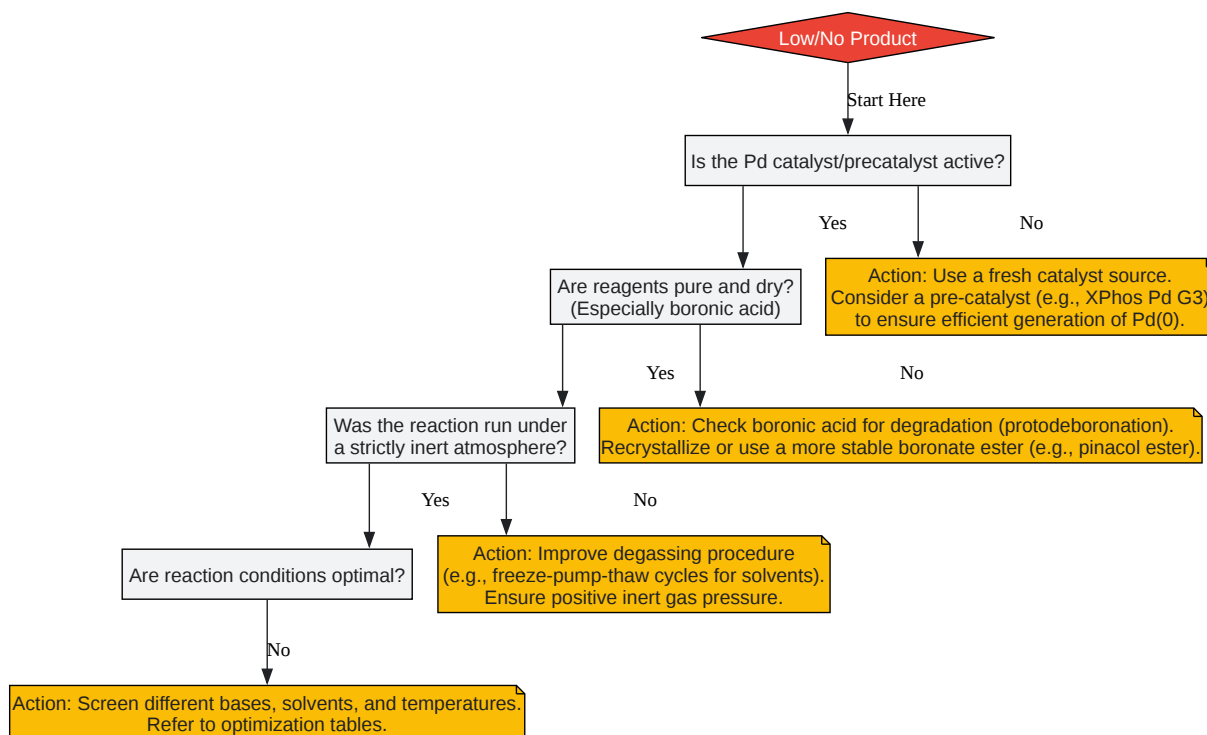 Low/No Product
Start Here
Is the Pd catalyst/precatalyst active?
Yes
No
Action: Use a fresh catalyst source.
Consider a pre-catalyst (e.g., XPhos Pd G3)
to ensure efficient generation of Pd(0).
Are reagents pure and dry?
(Especially boronic acid)
Yes
No
Action: Check boronic acid for degradation (protodeboronation).
Recrystallize or use a more stable boronate ester (e.g., pinacol ester).
Was the reaction run under
a strictly inert atmosphere?
Yes
No
Action: Improve degassing procedure
(e.g., freeze-pump-thaw cycles for solvents).
Ensure positive inert gas pressure.
Are reaction conditions optimal?
No
Action: Screen different bases, solvents, and temperatures.
Refer to optimization tables.